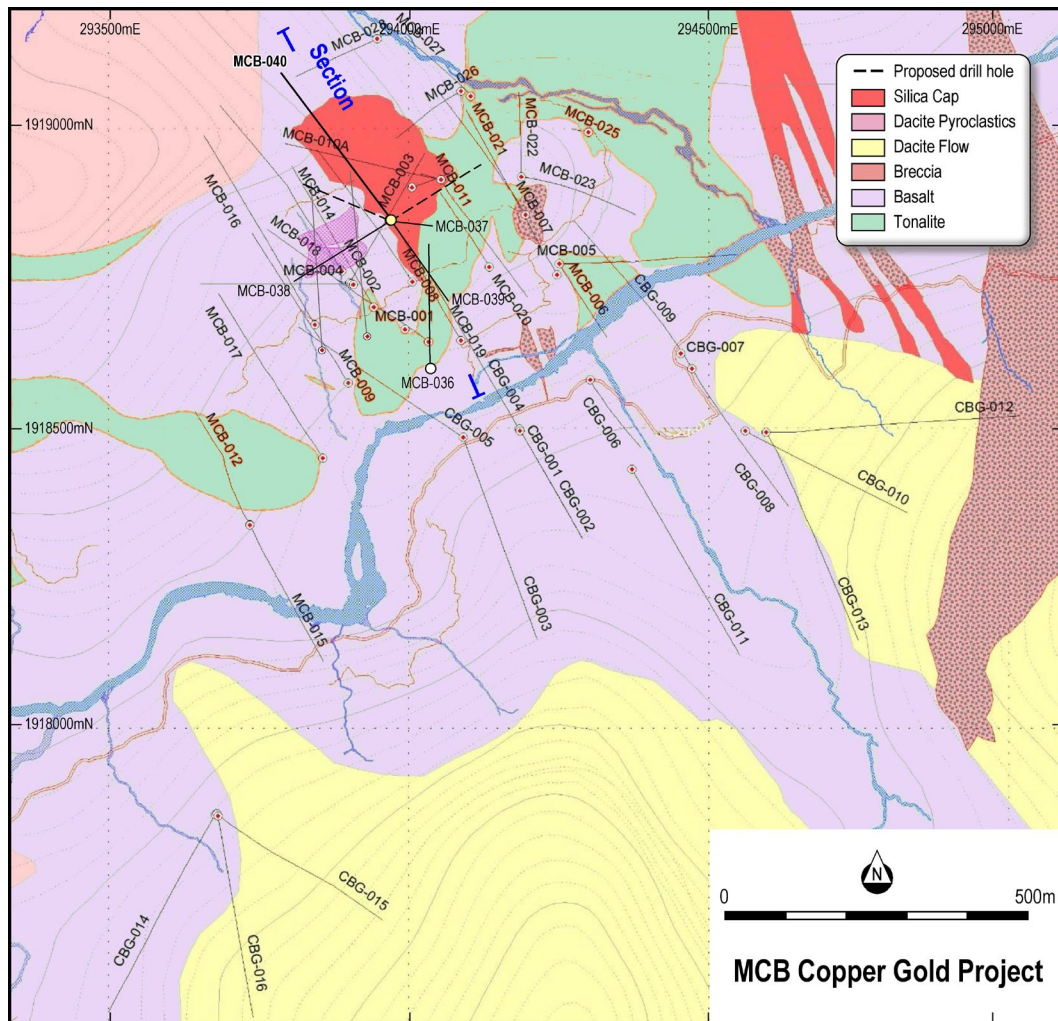 293500mE
294000mE
294500mE
295000mE
MCB-028
MCB-027
Section
MCB-040
MCB-026
Proposed drill hole
Silica Cap
Dacite Pyroclastics
Dacite Flow
Breccia
Basalt
Tonalite
1919000mN
MCB-010A
MCB-003
MCB-021
MCB-022
MCB-025
MCB-011
MCB-023
MCB-016
MCB-014
MCB-007
MCB-037
MCB-018
MCB-005
MCB-004
MCB-002
MCB-008
MCB-006
MCB-038
MCB-039
MCB-020
CBG-009
MCB-017
MCB-001
MCB-019
CBG-007
MCB-009
MCB-036
CBG-004
CBG-012
1918500mN
MCB-012
CBG-005
CBG-006
CBG-001
CBG-002
CBG-008
CBG-010
MCB-015
CBG-003
CBG-011
CBG-013
1918000mN
CBG-015
CBG-014
CBG-016
N
0
500m
MCB Copper Gold Project